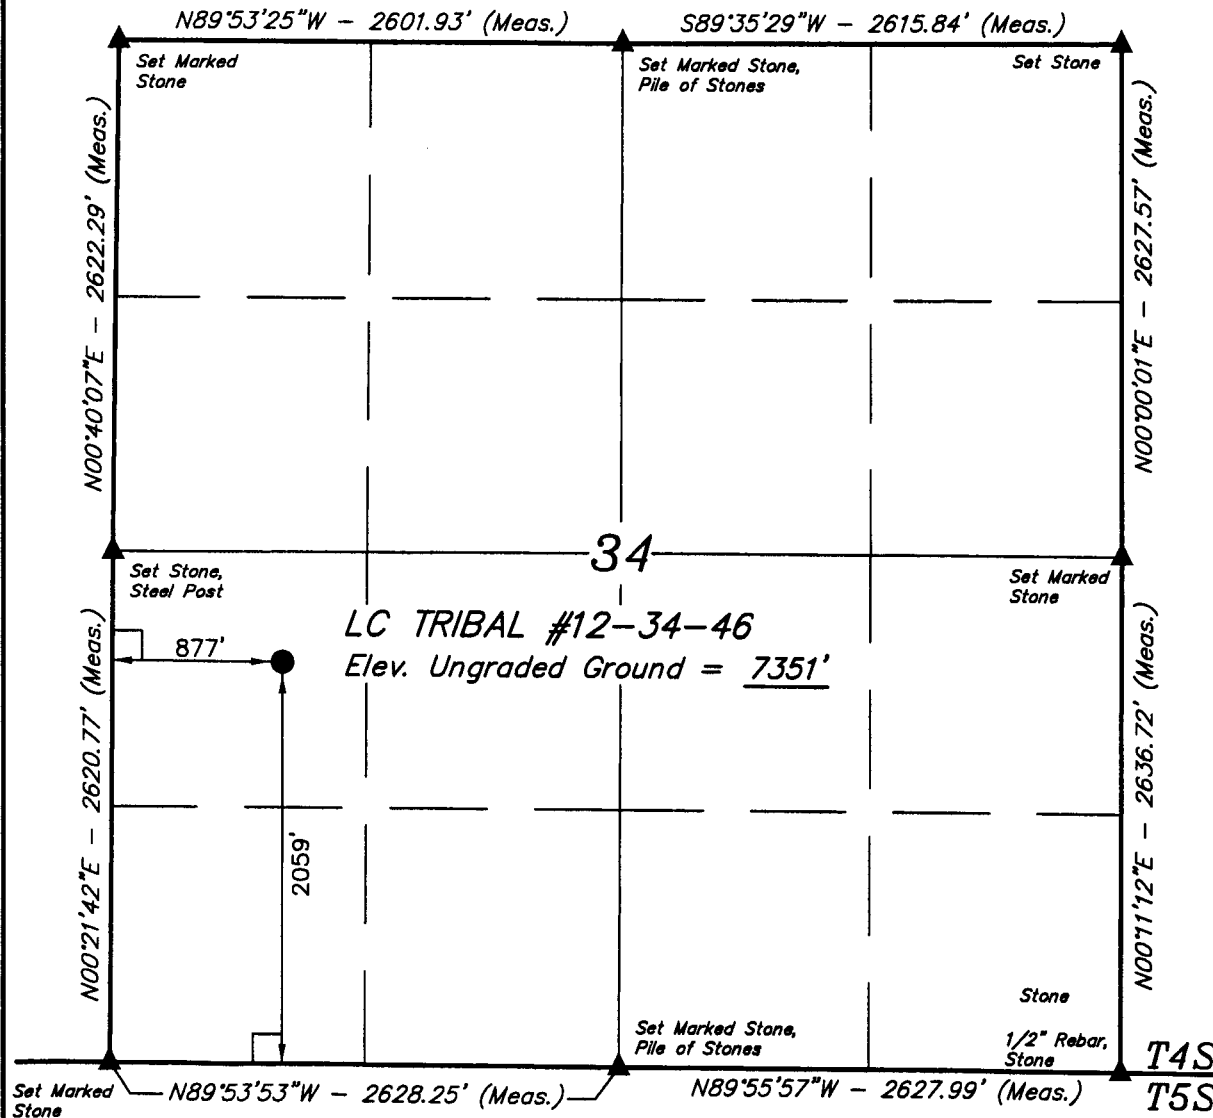 N89°53'25"W - 2601.93' (Meas.)
S89°35'29"W - 2615.84' (Meas.)
Set Marked
Stone
Set Marked Stone,
Pile of Stones
Set Stone
N00°40'07"E - 2622.29' (Meas.)
N00°00'01"E - 2627.57' (Meas.)
34
Set Stone,
Steel Post
Set Marked
Stone
LC TRIBAL #12-34-46
Elev. Ungraded Ground = 7351'
877'
2059'
N00°21'42"E - 2620.77' (Meas.)
N00°11'12"E - 2636.72' (Meas.)
Stone
Set Marked Stone,
Pile of Stones
1/2" Rebar,
Stone
T4S
T5S
Set Marked
Stone
N89°53'53"W - 2628.25' (Meas.)
N89°55'57"W - 2627.99' (Meas.)